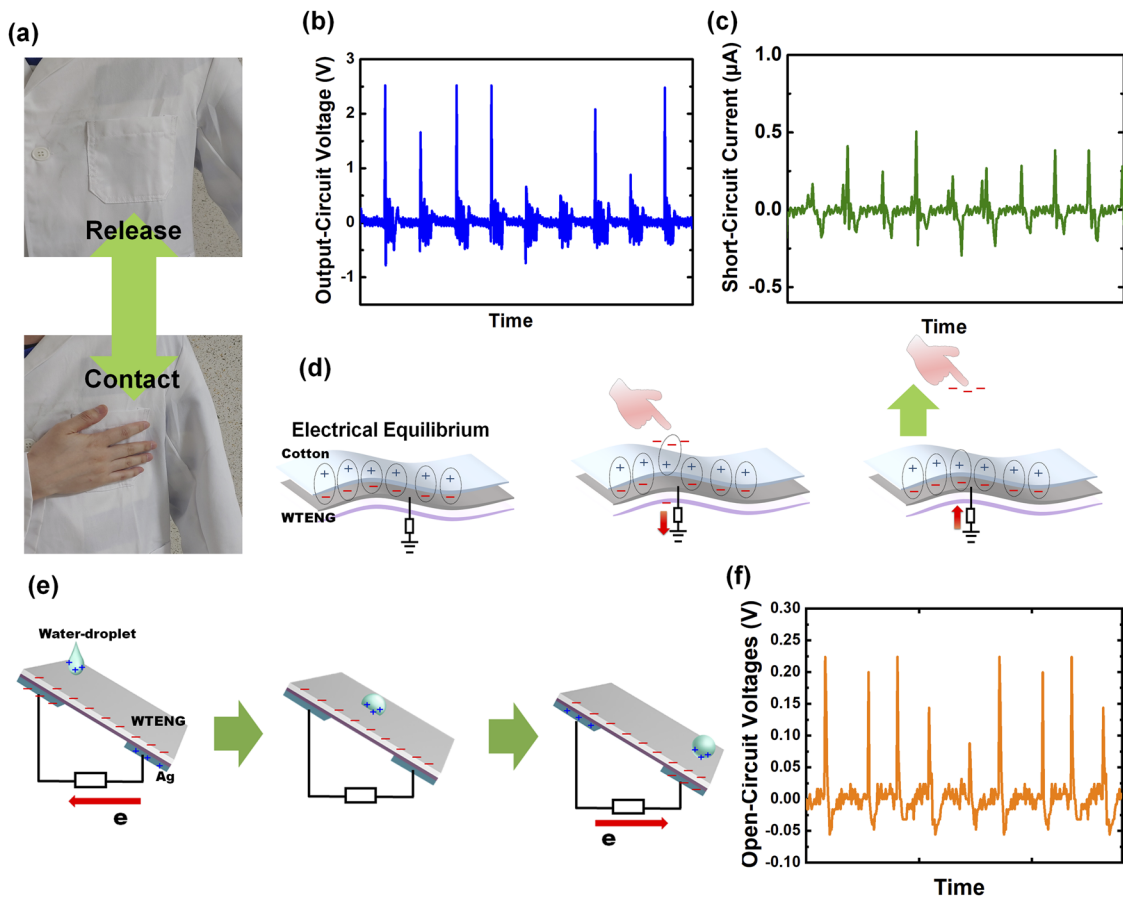 (a)
Release
Contact
(b)
Output-Circuit Voltage (V)
3
2
1
0
-1
Time
(c)
Short-Circuit Current (μA)
1.0
0.5
0.0
-0.5
Time
(d)
Electrical Equilibrium
Cotton
+ + + + + +
− − − − − −
WTENG
− − −
+ + + + + +
− − − − − −
−
− − −
+ + + + + +
− − − − − −
(e)
Water-droplet
+ + +
WTENG
Ag
e
+ + +
+ + +
e
(f)
Open-Circuit Voltages (V)
0.30
0.25
0.20
0.15
0.10
0.05
0.00
-0.05
-0.10
Time